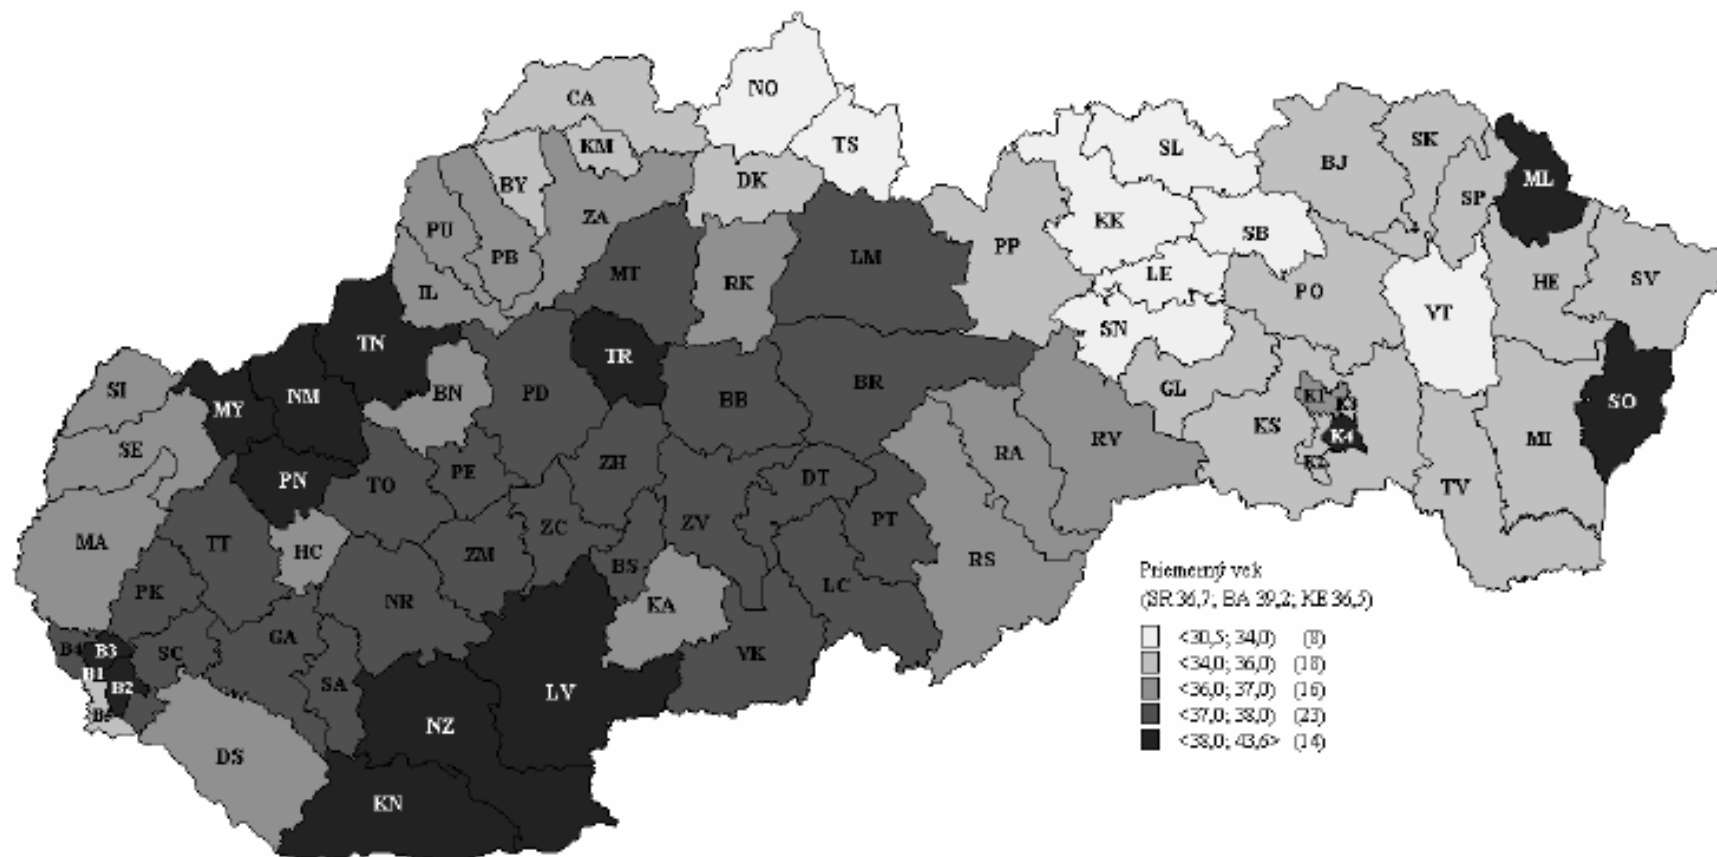 NO
CA
TS
KM
SL
SK
BJ
ML
DK
BY
SP
ZA
KK
PU
SB
PP
PB
LM
LE
MT
RK
HE
SV
IL
PO
VT
SN
TN
TR
BR
SI
BN
PD
BB
GL
NM
K1
K3
SO
MY
KS
RV
K4
MI
SE
RA
ZH
K2
PN
TO
PE
DT
TV
ZC
ZV
PT
MA
TT
HC
ZM
BS
RS
PK
NR
KA
LC
GA
B4
B3
SC
VK
B1
B2
SA
LV
B5
NZ
DS
KN
Priemerný vek
(SR 36,7; BA 39,2; KE 36,5)
<30,5; 34,0) (8)
<34,0; 36,0) (18)
<36,0; 37,0) (16)
<37,0; 38,0) (23)
<38,0; 43,6> (14)